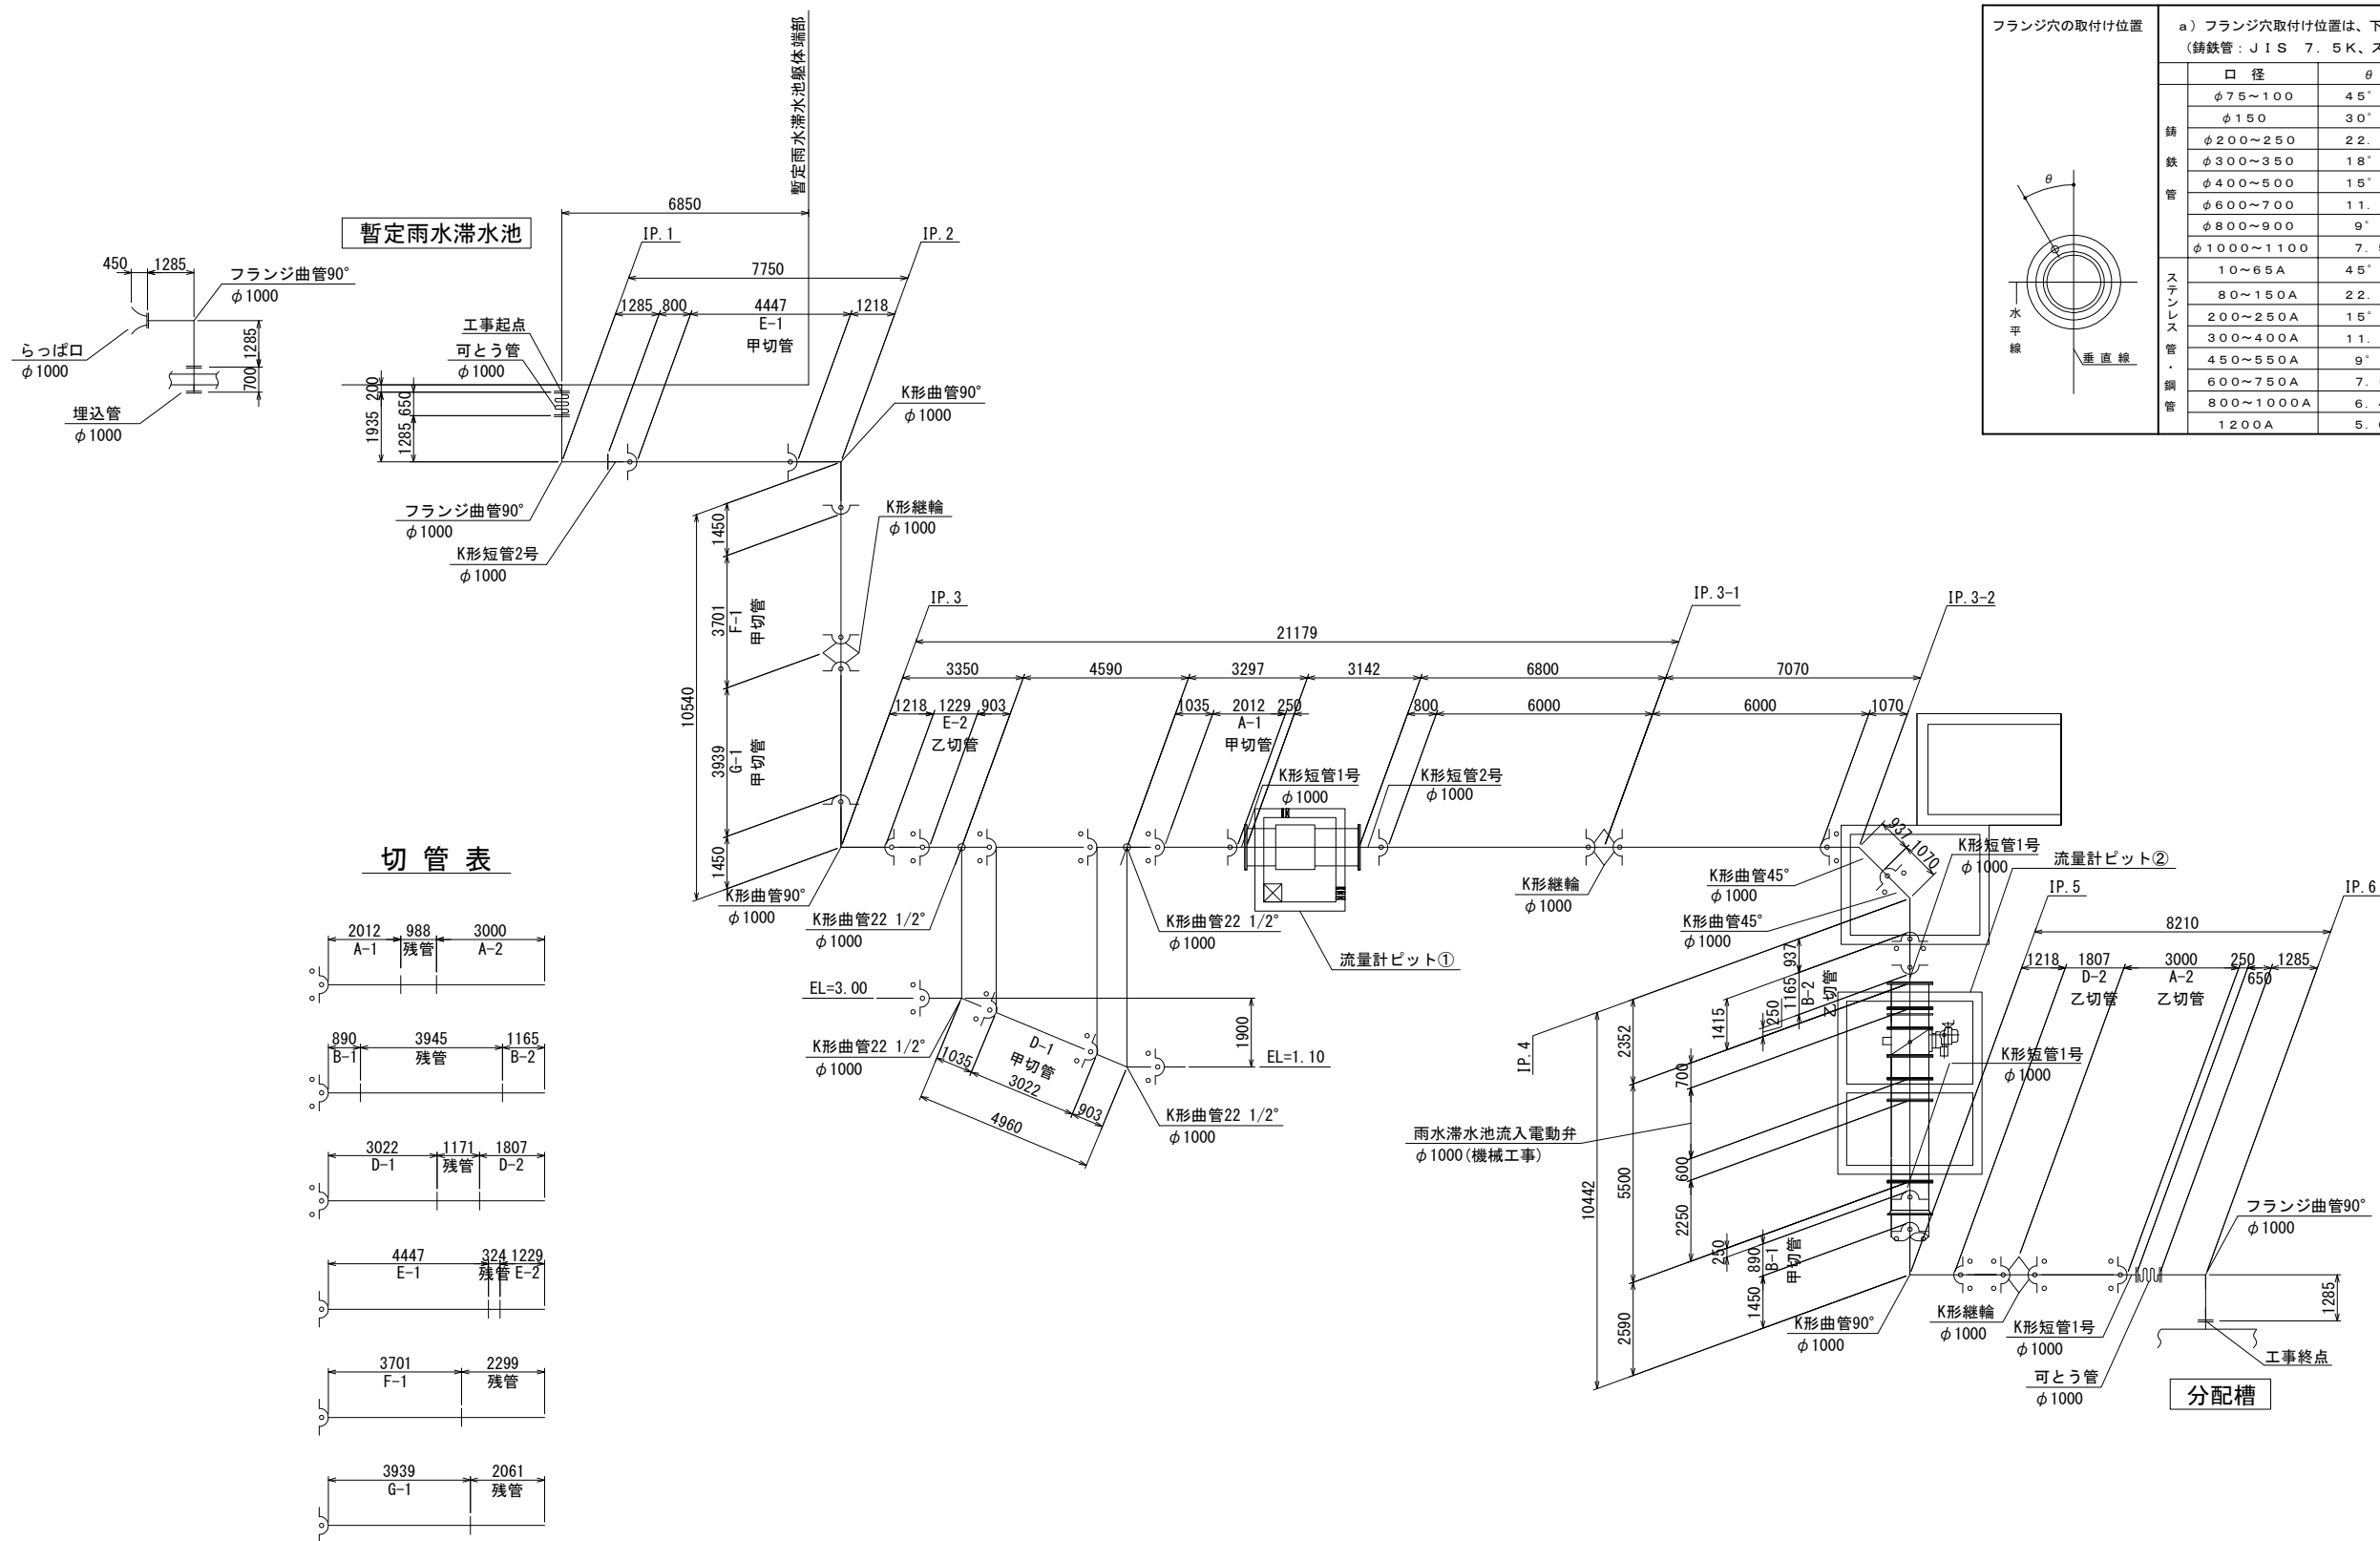 フランジ穴の取付け位置
a）フランジ穴取付け位置は、下
（鋳鉄管：ＪＩＳ ７．５Ｋ、ス
口 径
θ
φ７５～１００ ４５°
φ１５０ ３０°
φ２００～２５０ ２２．
φ３００～３５０ １８°
φ４００～５００ １５°
φ６００～７００ １１．
φ８００～９００ ９°
φ１０００～１１００ ７．
１０～６５Ａ ４５°
８０～１５０Ａ ２２．
２００～２５０Ａ １５°
３００～４００Ａ １１．
４５０～５５０Ａ ９°
６００～７５０Ａ ７．
８００～１０００Ａ ６．
１２００Ａ ５．
鋳鉄管
ステンレス管・鋼管
θ
水平線
垂直線
暫定雨水滞水池躯体端部
暫定雨水滞水池
6850
IP.1
IP.2
7750
1285 800 4447 1218
E-1
甲切管
工事起点
可とう管
φ1000
200
650
1935
1285
フランジ曲管90°
φ1000
K形短管2号
φ1000
K形曲管90°
φ1000
450 1285
フランジ曲管90°
φ1000
らっぱ口
φ1000
1285
700
埋込管
φ1000
K形継輪
φ1000
1450
3701
F-1
甲切管
10540
3939
G-1
甲切管
1450
K形曲管90°
φ1000
IP.3
IP.3-1
IP.3-2
21179
3350 4590 3297 3142 6800 7070
1218 1229 903
E-2
乙切管
1035 2012 250
A-1
甲切管
800 6000 6000 1070
K形短管1号
φ1000
K形短管2号
φ1000
K形曲管22 1/2°
φ1000
K形曲管22 1/2°
φ1000
流量計ピット①
K形継輪
φ1000
K形曲管45°
φ1000
K形曲管45°
φ1000
937
1070
K形短管1号
φ1000
流量計ピット②
EL=3.00
K形曲管22 1/2°
φ1000
1035
D-1
甲切管
3022
903
4960
1900
EL=1.10
K形曲管22 1/2°
φ1000
IP.4
937
1165
B-2
乙切管
250
1415
2352
700
5500
600
2250
10442
250
890
B-1
甲切管
1450
2590
雨水滞水池流入電動弁
φ1000(機械工事)
K形短管1号
φ1000
K形曲管90°
φ1000
IP.5
IP.6
8210
1218 1807 3000 250 1285
650
D-2
乙切管
A-2
乙切管
K形継輪
φ1000
K形短管1号
φ1000
可とう管
φ1000
フランジ曲管90°
φ1000
1285
工事終点
分配槽
切管表
2012 988 3000
A-1 残管 A-2
890 3945 1165
B-1 残管 B-2
3022 1171 1807
D-1 残管 D-2
4447 324 1229
E-1 残管 E-2
3701 2299
F-1 残管
3939 2061
G-1 残管